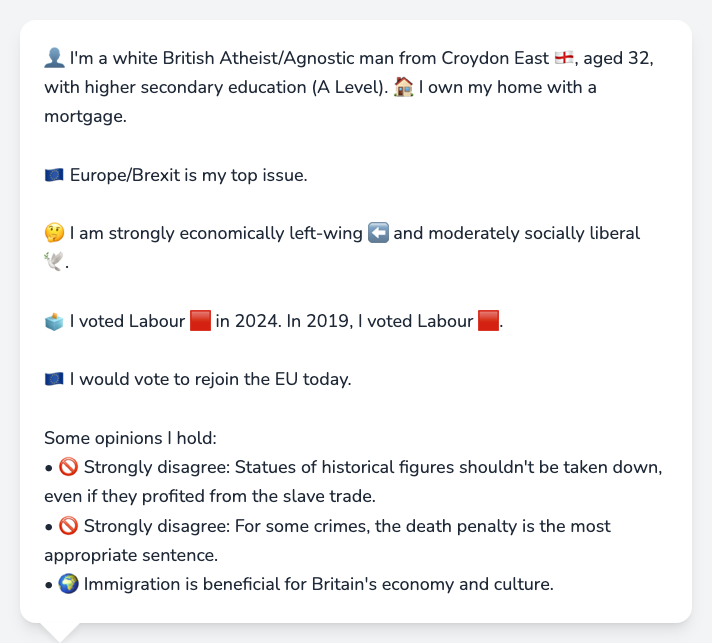 👤 I'm a white British Atheist/Agnostic man from Croydon East 🏴󠁧󠁢󠁥󠁮󠁧󠁿, aged 32,
with higher secondary education (A Level). 🏠 I own my home with a
mortgage.
🇪🇺 Europe/Brexit is my top issue.
🤔 I am strongly economically left-wing ⬅️ and moderately socially liberal
🕊️.
🗳️ I voted Labour 🟥 in 2024. In 2019, I voted Labour 🟥.
🇪🇺 I would vote to rejoin the EU today.
Some opinions I hold:
• 🚫 Strongly disagree: Statues of historical figures shouldn't be taken down,
even if they profited from the slave trade.
• 🚫 Strongly disagree: For some crimes, the death penalty is the most
appropriate sentence.
• 🌍 Immigration is beneficial for Britain's economy and culture.